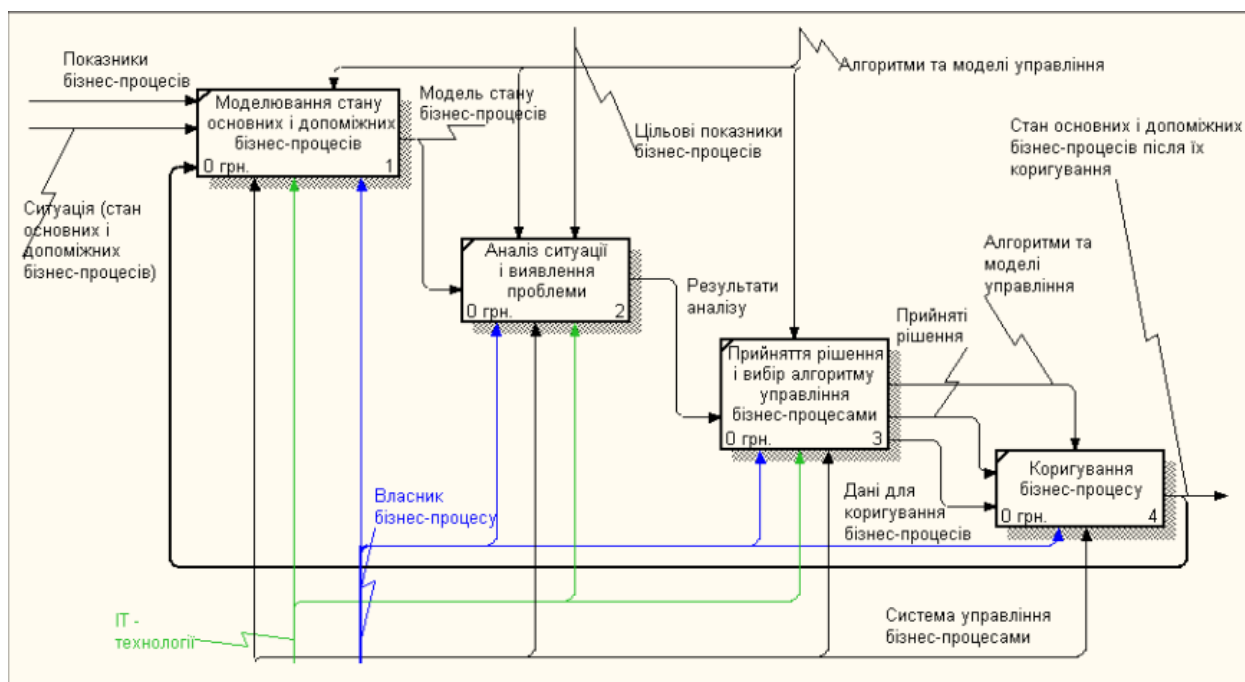 Показники
бізнес-процесів
Моделювання стану
основних і допоміжних
бізнес-процесів
0 грн.
1
Ситуація (стан
основних і
допоміжних
бізнес-процесів)
Модель стану
бізнес-процесів
Цільові показники
бізнес-процесів
Алгоритми та моделі управління
Стан основних і допоміжних
бізнес-процесів після їх
коригування
Аналіз ситуації
і виявлення
проблеми
0 грн.
2
Результати
аналізу
Алгоритми та
моделі
управління
Прийняті
рішення
Прийняття рішення
і вибір алгоритму
управління
бізнес-процесами
0 грн.
3
Коригування
бізнес-процесу
0 грн.
4
Дані для
коригування
бізнес-процесів
Власник
бізнес-процесу
ІТ -
технології
Система управління
бізнес-процесами